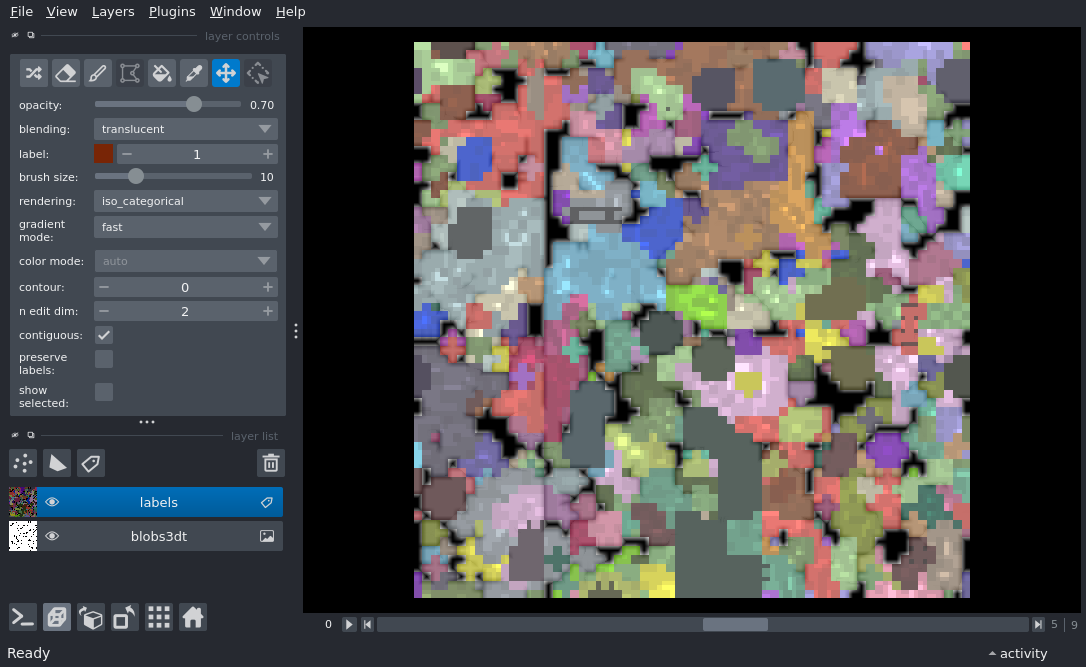 File View Layers Plugins Window Help
layer controls
opacity: 0.70
blending: translucent
label: 1
brush size: 10
rendering: iso_categorical
gradient mode: fast
color mode: auto
contour: 0
n edit dim: 2
contiguous:
preserve labels:
show selected:
layer list
labels
blobs3dt
0 5 9
Ready activity